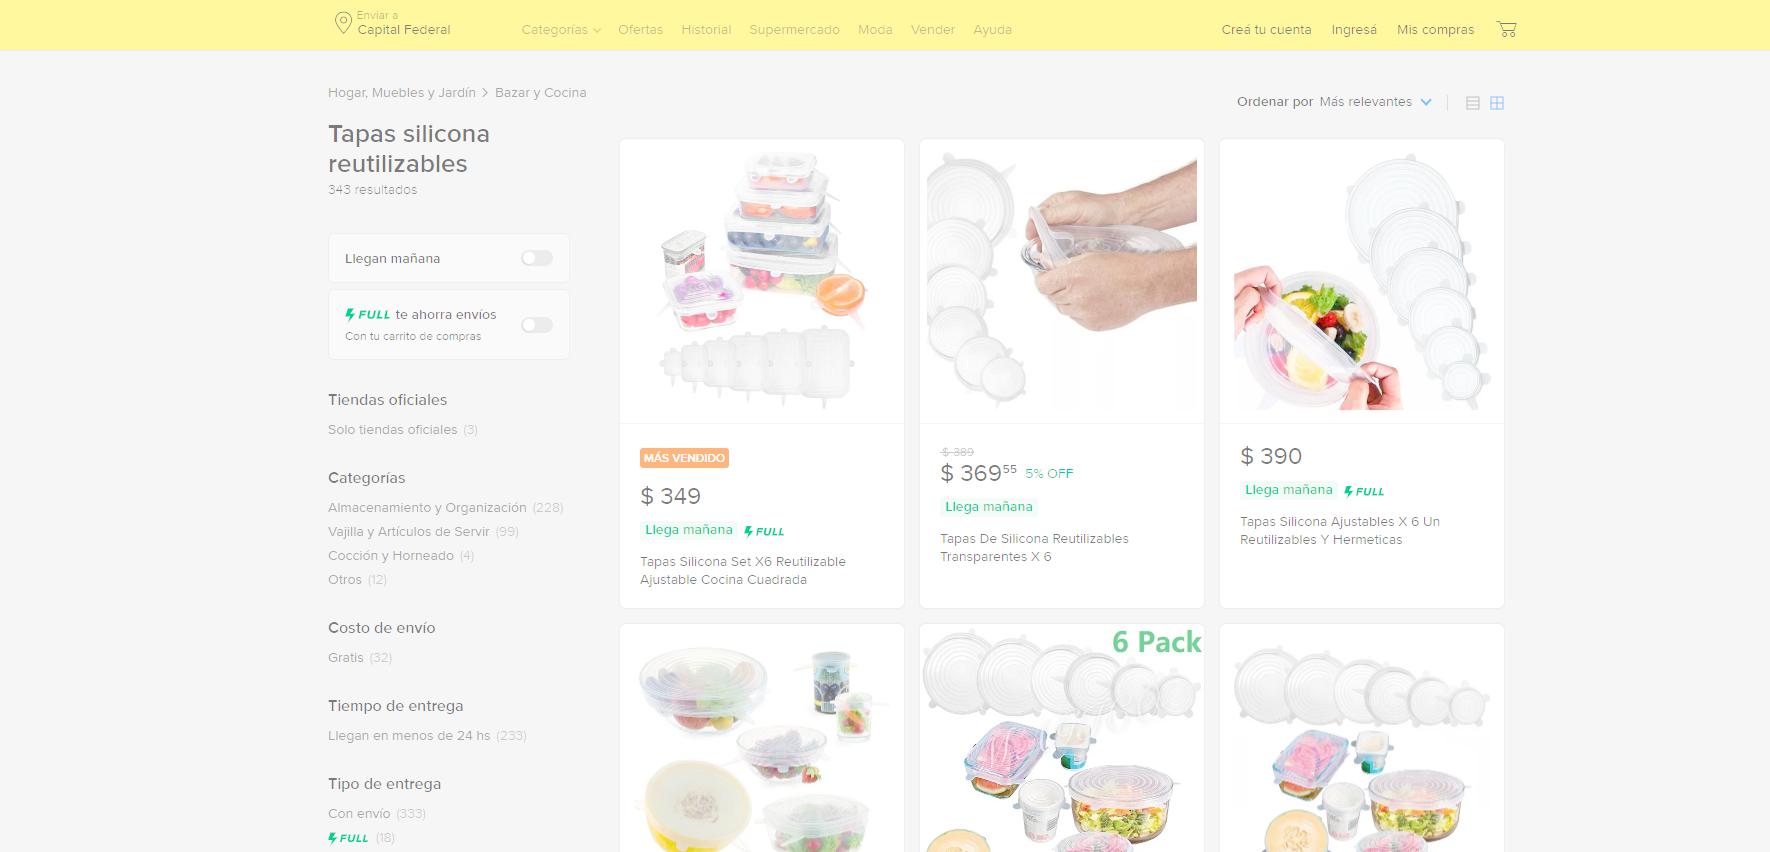 Enviar a
Capital Federal
Categorías
Ofertas
Historial
Supermercado
Moda
Vender
Ayuda
Creá tu cuenta
Ingresá
Mis compras
Hogar, Muebles y Jardín > Bazar y Cocina
Ordenar por Más relevantes
Tapas silicona
reutilizables
343 resultados
Llegan mañana
FULL te ahorra envíos
Con tu carrito de compras
Tiendas oficiales
Solo tiendas oficiales (3)
Categorías
Almacenamiento y Organización (228)
Vajilla y Artículos de Servir (99)
Cocción y Horneado (4)
Otros (12)
Costo de envío
Gratis (32)
Tiempo de entrega
Llegan en menos de 24 hs (233)
Tipo de entrega
Con envío (333)
FULL (18)
MÁS VENDIDO
$ 349
Llega mañana FULL
Tapas Silicona Set X6 Reutilizable
Ajustable Cocina Cuadrada
$ 389
$ 369 55 5% OFF
Llega mañana
Tapas De Silicona Reutilizables
Transparentes X 6
$ 390
Llega mañana FULL
Tapas Silicona Ajustables X 6 Un
Reutilizables Y Hermeticas
6 Pack